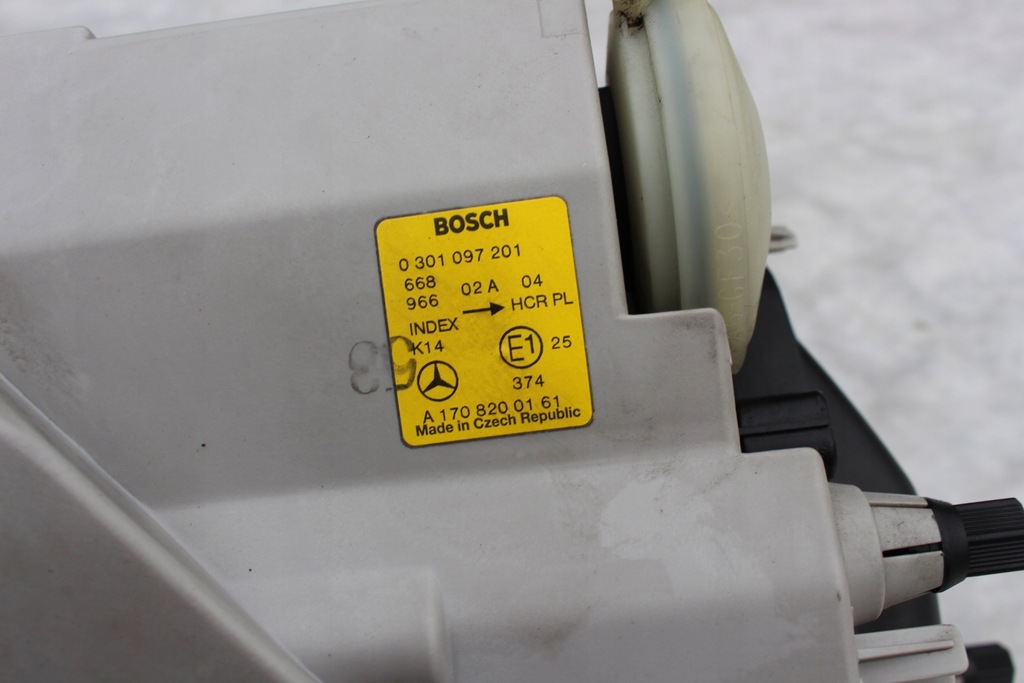 BOSCH
0 301 097 201
668
966
02 A 04
→ HCR PL
INDEX
K14
E1 25
374
A 170 820 01 61
Made in Czech Republic